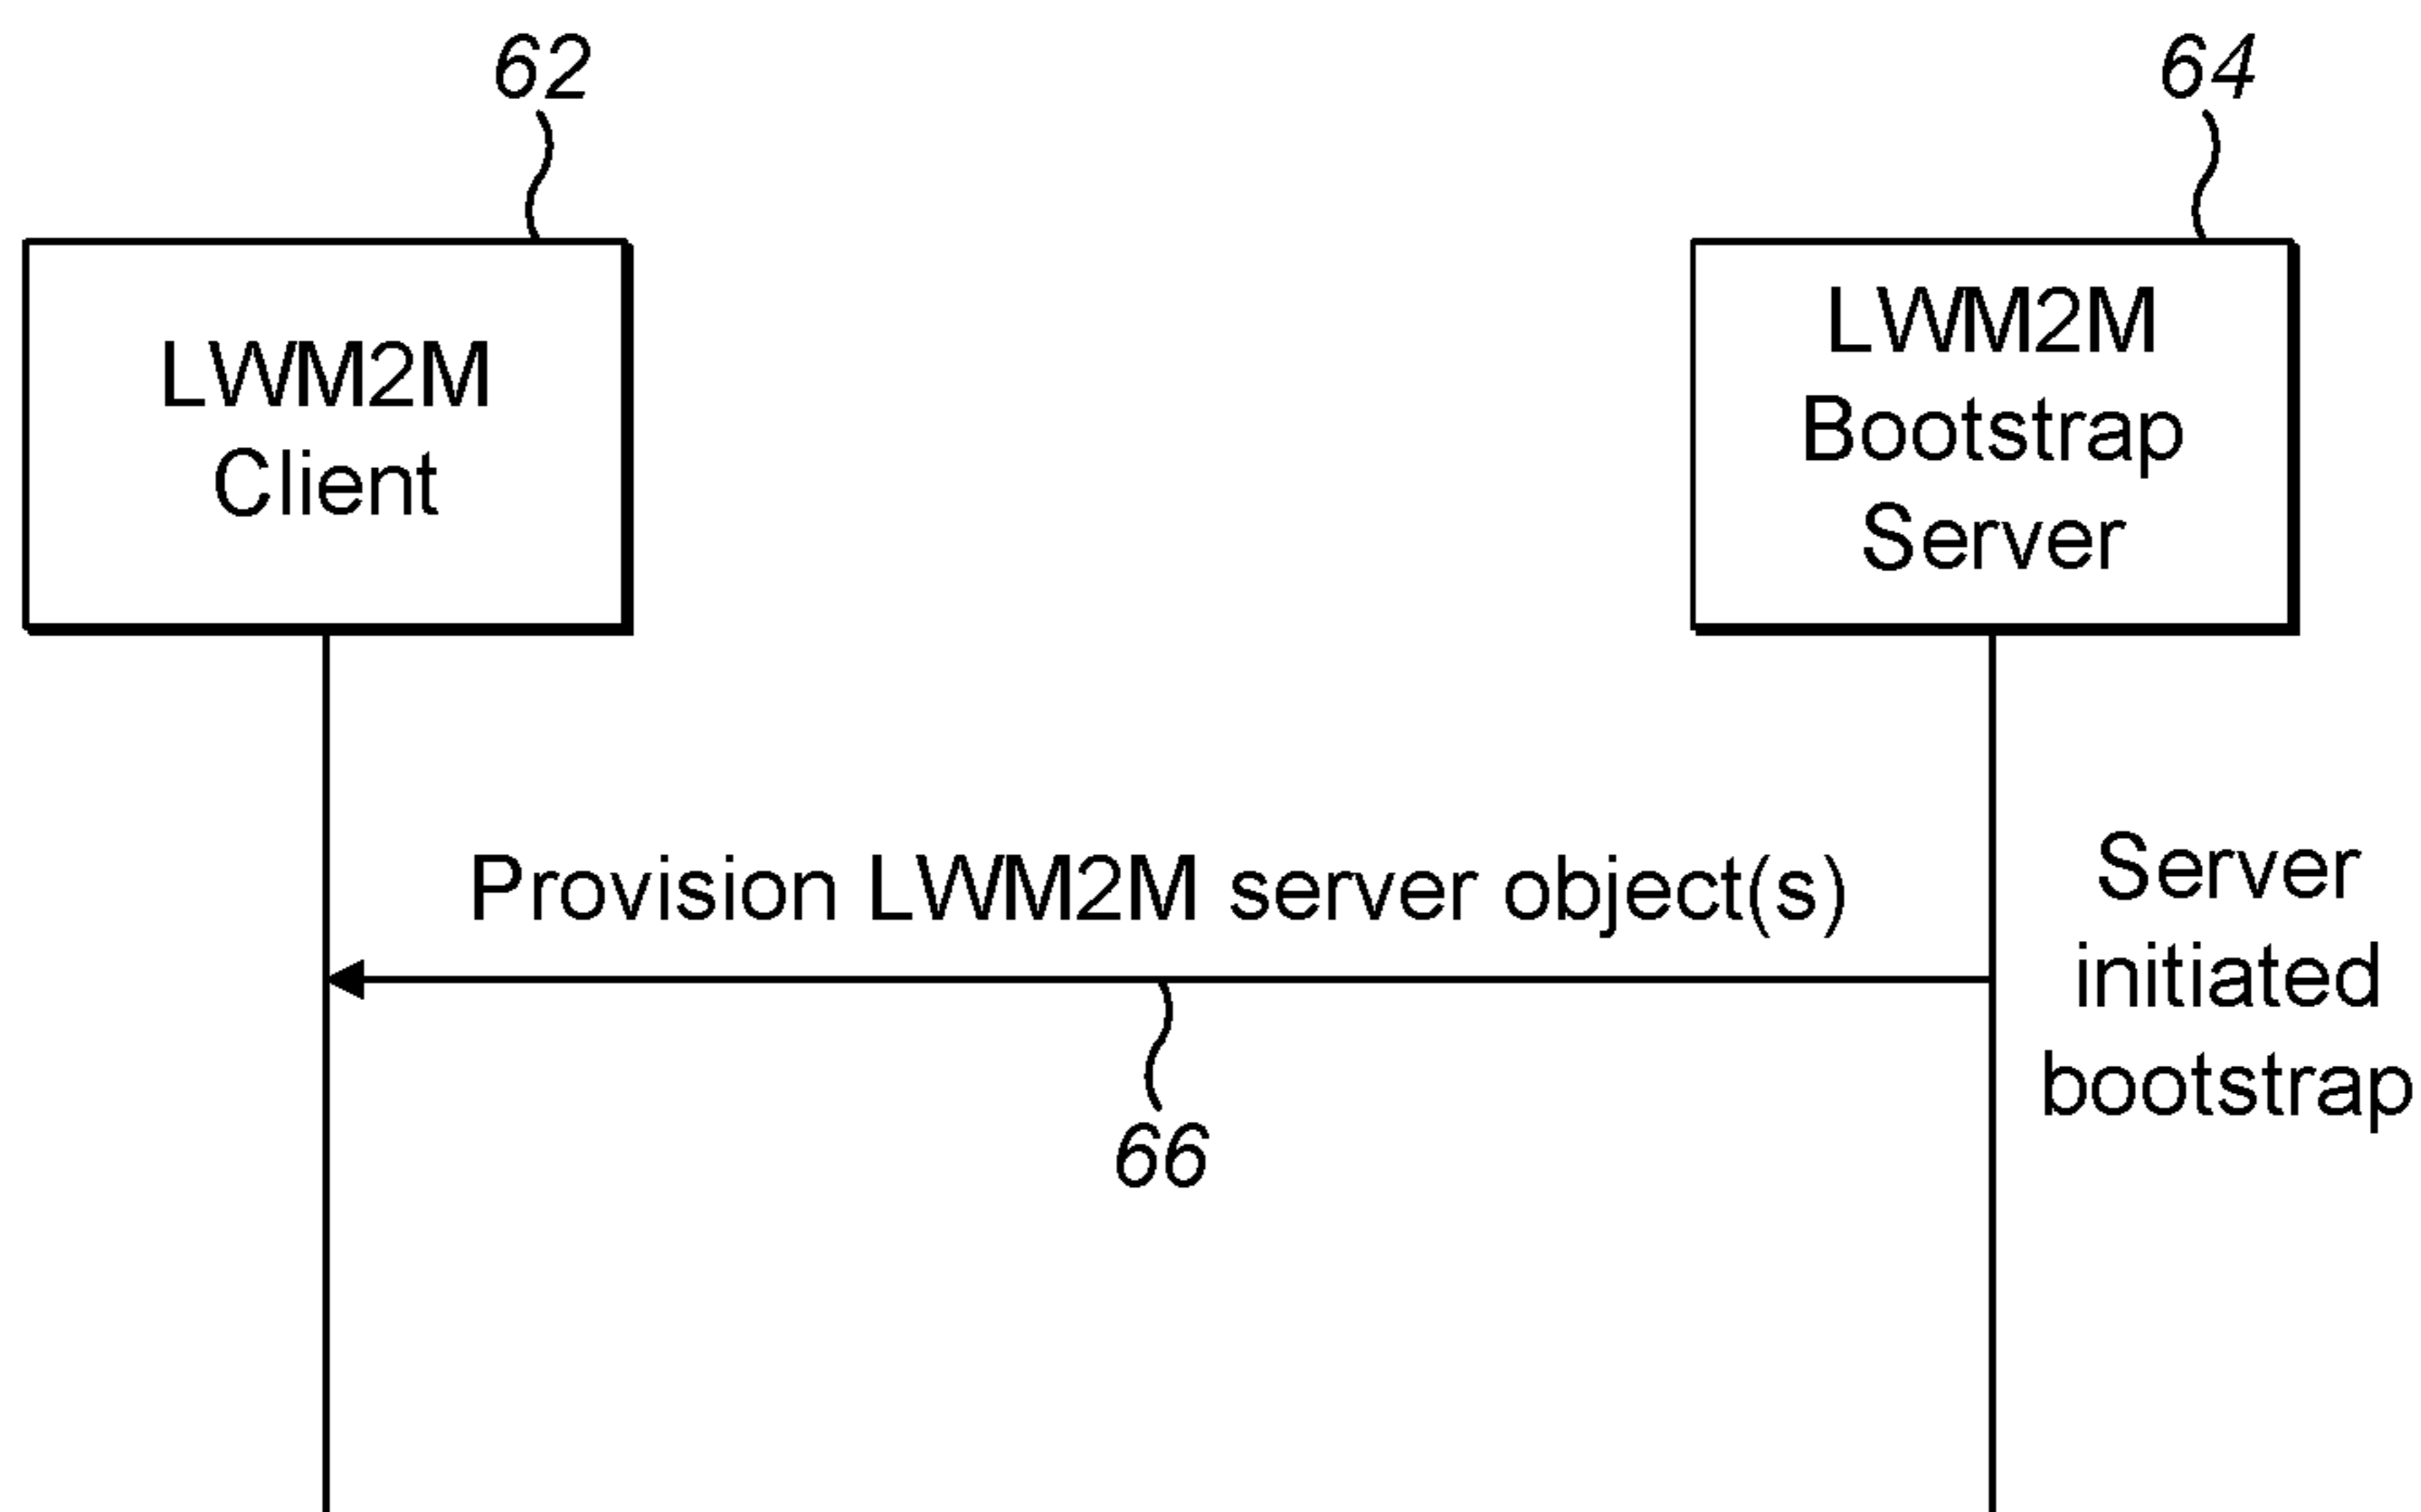 62
64
LWM2M
Client
LWM2M
Bootstrap
Server
Provision LWM2M server object(s)
Server
initiated
bootstrap
66